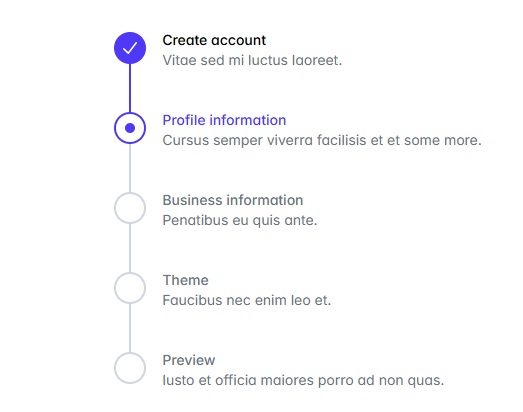 Create account
Vitae sed mi luctus laoreet.
Profile information
Cursus semper viverra facilisis et et some more.
Business information
Penatibus eu quis ante.
Theme
Faucibus nec enim leo et.
Preview
Iusto et officia maiores porro ad non quas.